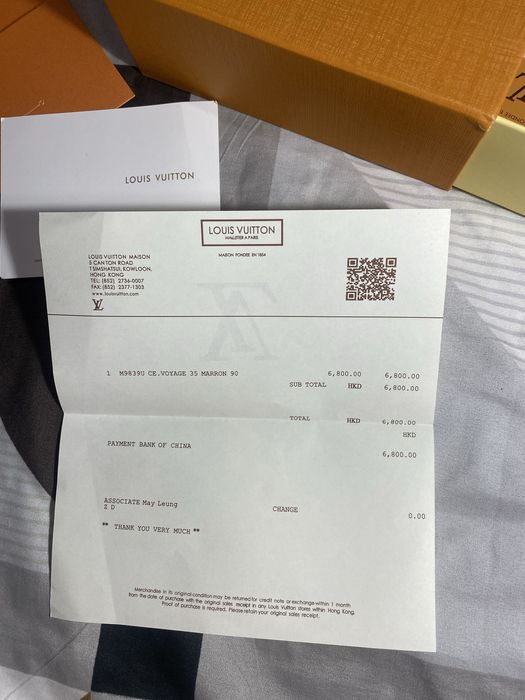 LOUIS VUITTON
LOUIS VUITTON
MALLETIER A PARIS
MAISON FONDEE EN 1854
LOUIS VUITTON MAISON
5 CANTON ROAD
TSIMSHATSUI, KOWLOON,
HONG KONG
TEL: (852) 2736-0007
FAX: (852) 2377-1303
www.louisvuitton.com
LV
1 M9839U CE.VOYAGE 35 MARRON 90 6,800.00 6,800.00
SUB TOTAL HKD 6,800.00
TOTAL HKD 6,800.00
HKD
PAYMENT BANK OF CHINA 6,800.00
ASSOCIATE May Leung
Z D
CHANGE 0.00
** THANK YOU VERY MUCH **
Merchandise in its original condition may be returned for credit note or exchange within 1 month
from the date of purchase with the original sales receipt in any Louis Vuitton stores within Hong Kong.
Proof of purchase is required. Please retain your original sales receipt.